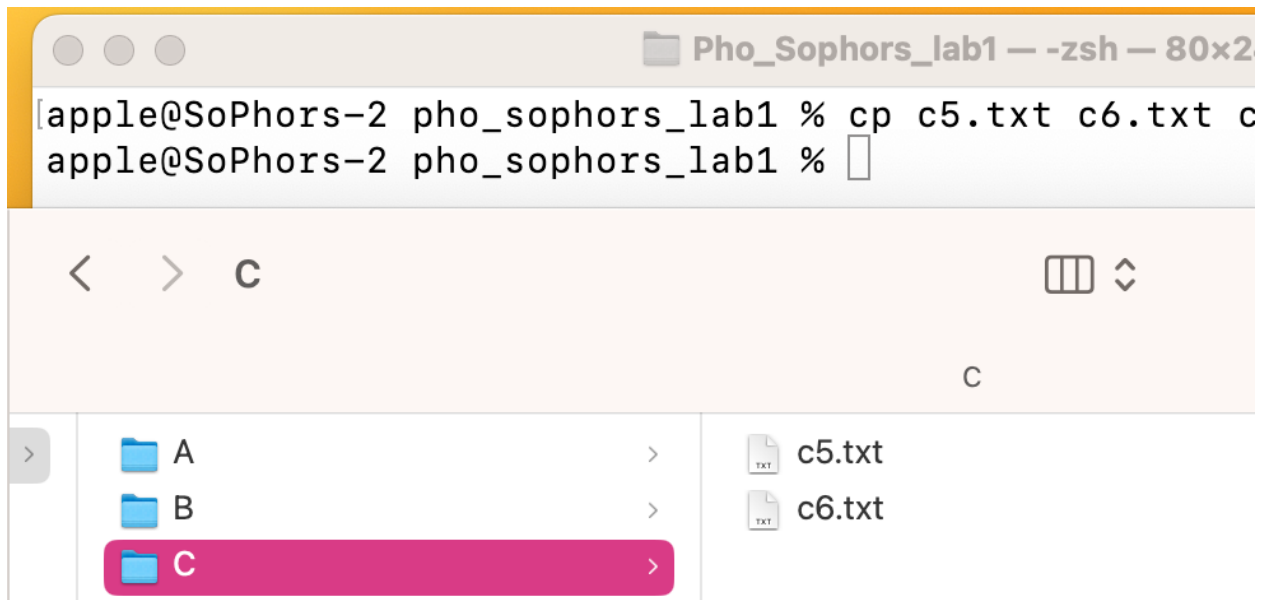 Pho_Sophors_lab1 — -zsh — 80×2
[apple@SoPhors-2 pho_sophors_lab1 % cp c5.txt c6.txt c
apple@SoPhors-2 pho_sophors_lab1 %
C
C
A
B
C
TXT c5.txt
TXT c6.txt